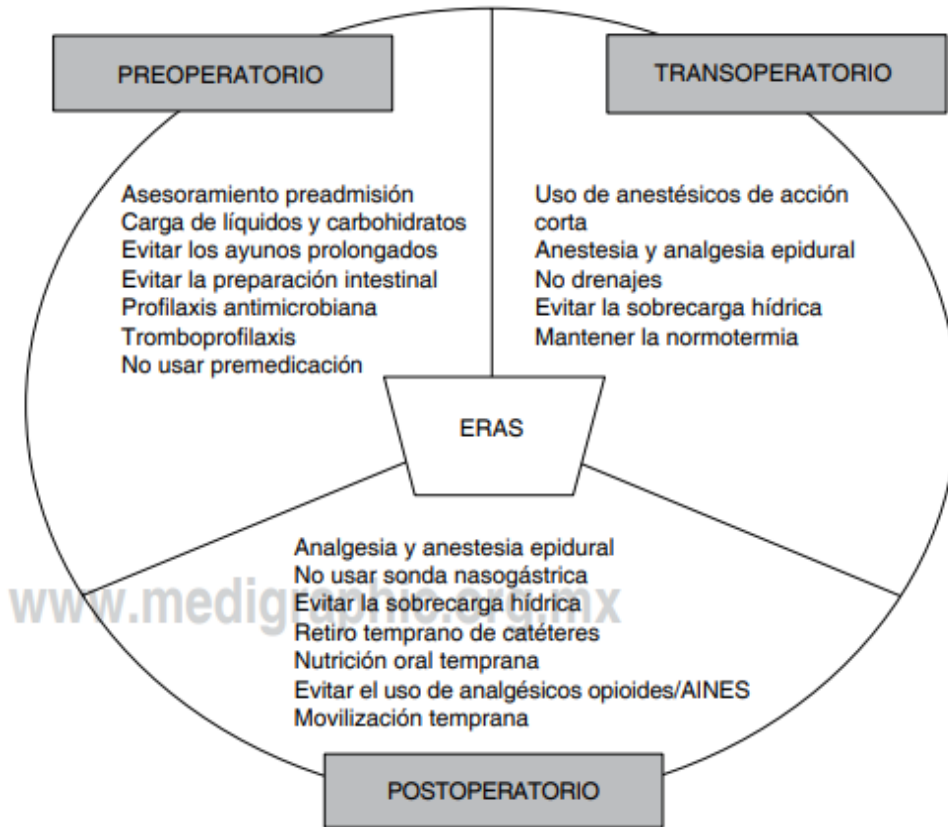 PREOPERATORIO
TRANSOPERATORIO
Asesoramiento preadmisión
Carga de líquidos y carbohidratos
Evitar los ayunos prolongados
Evitar la preparación intestinal
Profilaxis antimicrobiana
Tromboprofilaxis
No usar premedicación
Uso de anestésicos de acción
corta
Anestesia y analgesia epidural
No drenajes
Evitar la sobrecarga hídrica
Mantener la normotermia
ERAS
Analgesia y anestesia epidural
No usar sonda nasogástrica
www.medigraphic.org.mx
Evitar la sobrecarga hídrica
Retiro temprano de catéteres
Nutrición oral temprana
Evitar el uso de analgésicos opioides/AINES
Movilización temprana
POSTOPERATORIO